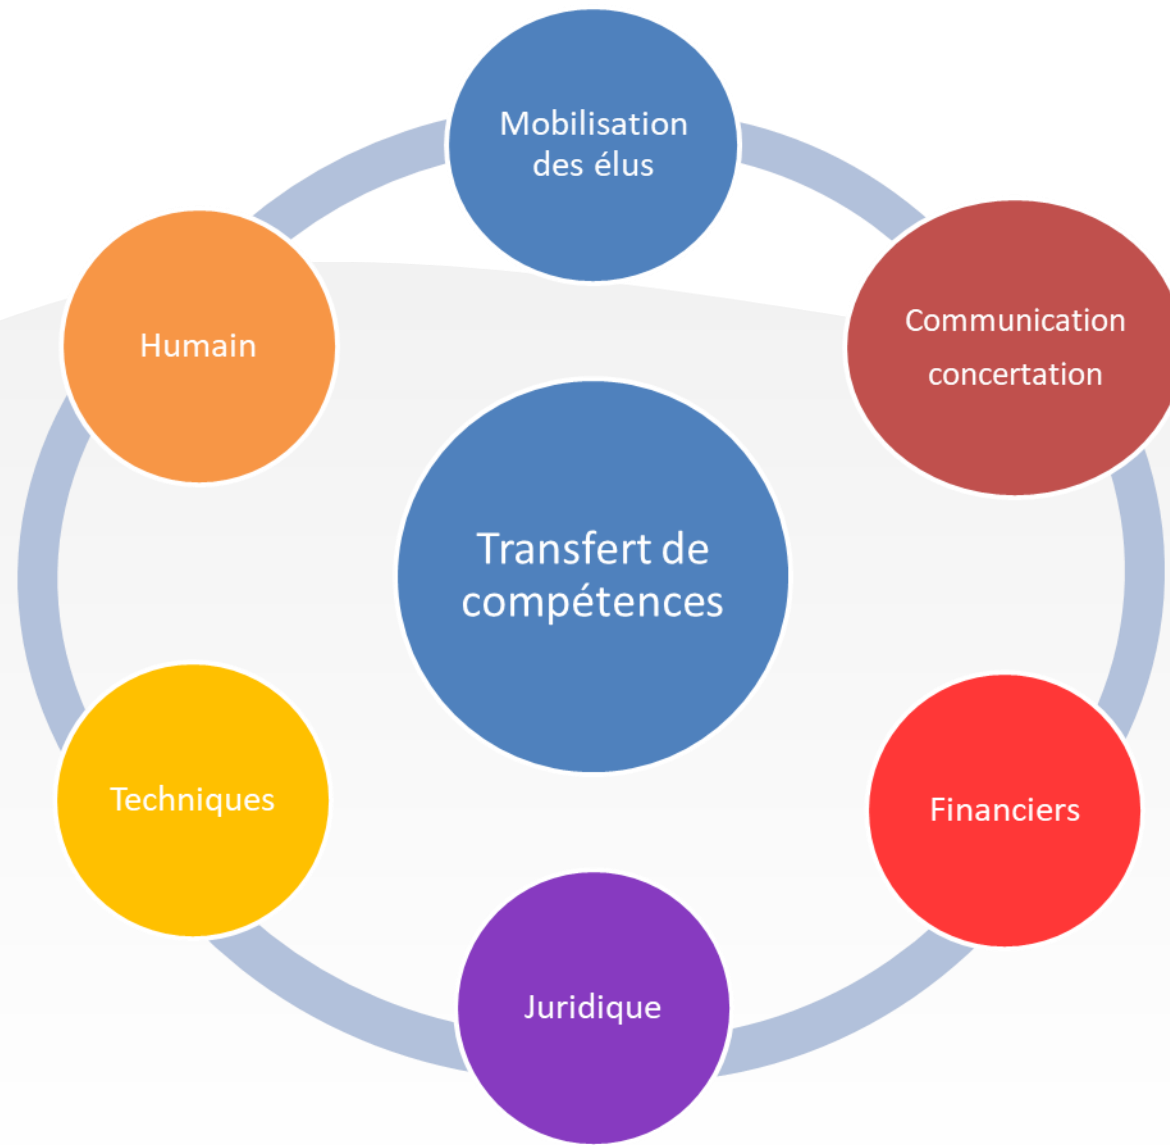 Mobilisation
des élus
Communication
concertation
Humain
Transfert de
compétences
Techniques
Financiers
Juridique